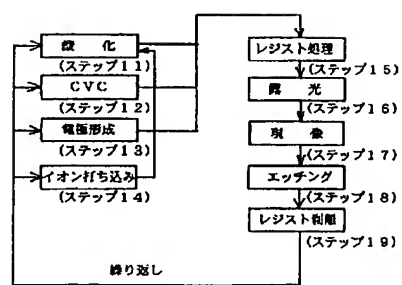 酸 化
(ステップ11)
CVC
(ステップ12)
電極形成
(ステップ13)
イオン打ち込み
(ステップ14)
レジスト処理
(ステップ15)
露 光
(ステップ16)
現 像
(ステップ17)
エッチング
(ステップ18)
レジスト剥離
(ステップ19)
繰り返し